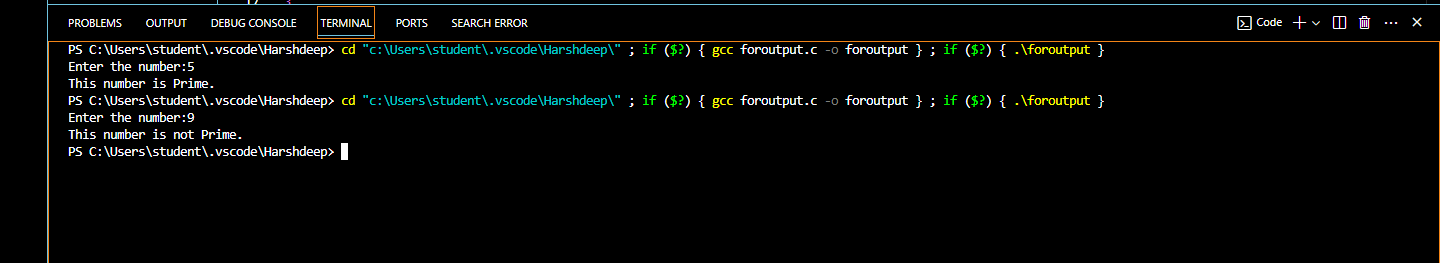 PROBLEMS OUTPUT DEBUG CONSOLE TERMINAL PORTS SEARCH ERROR Code
PS C:\Users\student\.vscode\Harshdeep> cd "c:\Users\student\.vscode\Harshdeep\" ; if ($?) { gcc foroutput.c -o foroutput } ; if ($?) { .\foroutput }
Enter the number:5
This number is Prime.
PS C:\Users\student\.vscode\Harshdeep> cd "c:\Users\student\.vscode\Harshdeep\" ; if ($?) { gcc foroutput.c -o foroutput } ; if ($?) { .\foroutput }
Enter the number:9
This number is not Prime.
PS C:\Users\student\.vscode\Harshdeep>